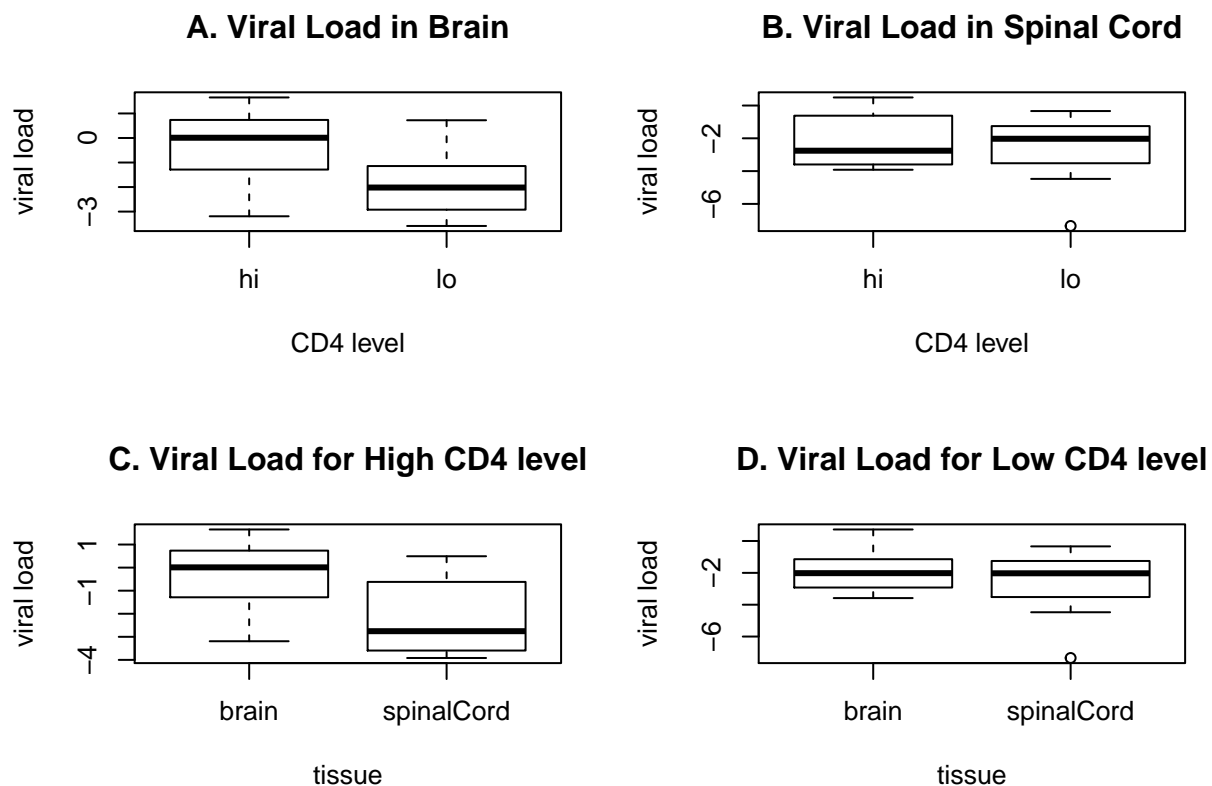 A. Viral Load in Brain
viral load
0
−3
hi
lo
CD4 level
B. Viral Load in Spinal Cord
viral load
−2
−6
hi
lo
CD4 level
C. Viral Load for High CD4 level
viral load
1
−1
−4
brain
spinalCord
tissue
D. Viral Load for Low CD4 level
viral load
−2
−6
brain
spinalCord
tissue